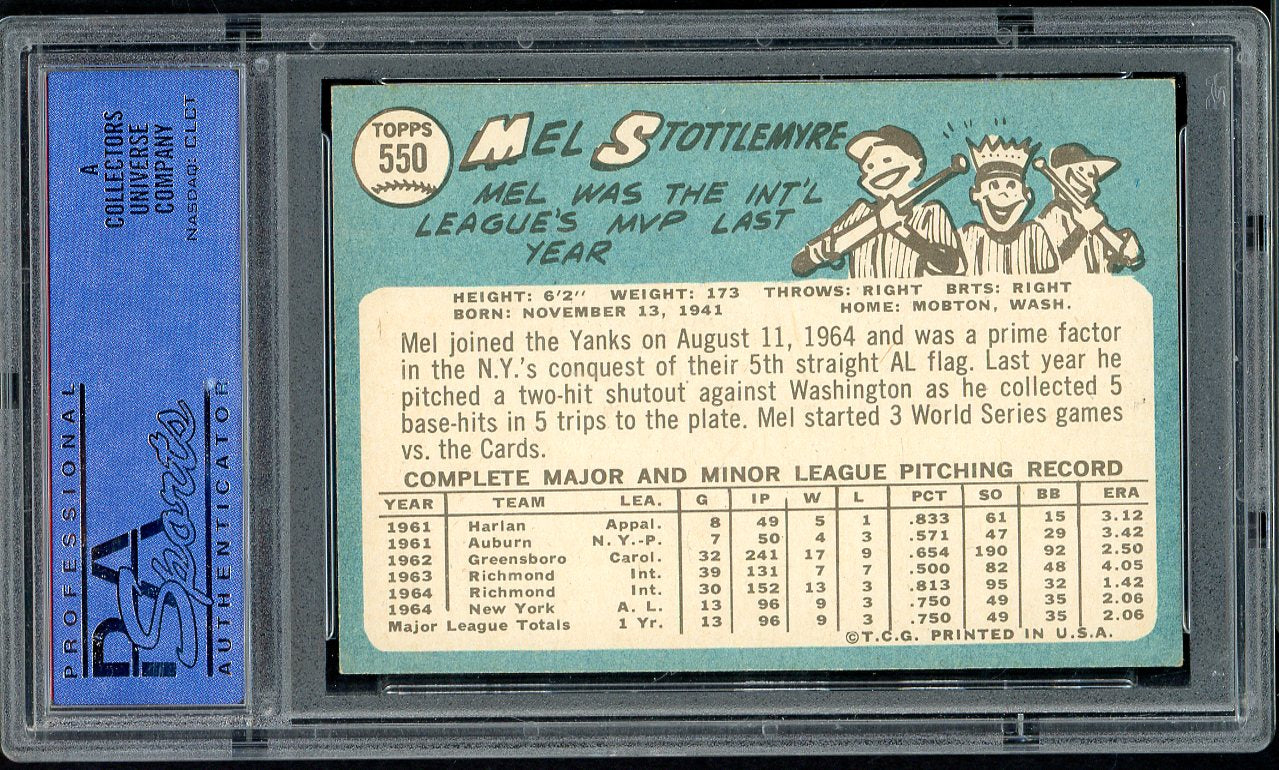 A
COLLECTORS
UNIVERSE
COMPANY
NASDAQ: CLCT
PROFESSIONAL
PSA
Sports
AUTHENTICATOR
TOPPS
550
MEL STOTTLEMYRE
MEL WAS THE INT'L
LEAGUE'S MVP LAST
YEAR
HEIGHT: 6'2" WEIGHT: 173 THROWS: RIGHT BRTS: RIGHT
BORN: NOVEMBER 13, 1941 HOME: MOBTON, WASH.
Mel joined the Yanks on August 11, 1964 and was a prime factor
in the N.Y.'s conquest of their 5th straight AL flag. Last year he
pitched a two-hit shutout against Washington as he collected 5
base-hits in 5 trips to the plate. Mel started 3 World Series games
vs. the Cards.
COMPLETE MAJOR AND MINOR LEAGUE PITCHING RECORD
YEAR TEAM LEA. G IP W L PCT SO BB ERA
1961 Harlan Appal. 8 49 5 1 .833 61 15 3.12
1961 Auburn N.Y.-P. 7 50 4 3 .571 47 29 3.42
1962 Greensboro Carol. 32 241 17 9 .654 190 92 2.50
1963 Richmond Int. 39 131 7 7 .500 82 48 4.05
1964 Richmond Int. 30 152 13 3 .813 95 32 1.42
1964 New York A. L. 13 96 9 3 .750 49 35 2.06
Major League Totals 1 Yr. 13 96 9 3 .750 49 35 2.06
©T.C.G. PRINTED IN U.S.A.